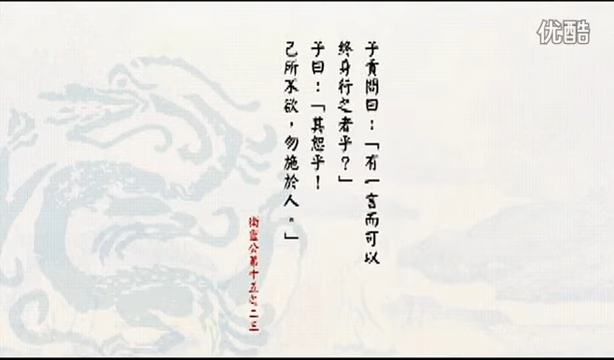 子貢問曰：「有一言而可以
終身行之者乎？」
子曰：「其恕乎！
己所不欲，勿施於人。」
衛靈公第十五之二三
优酷